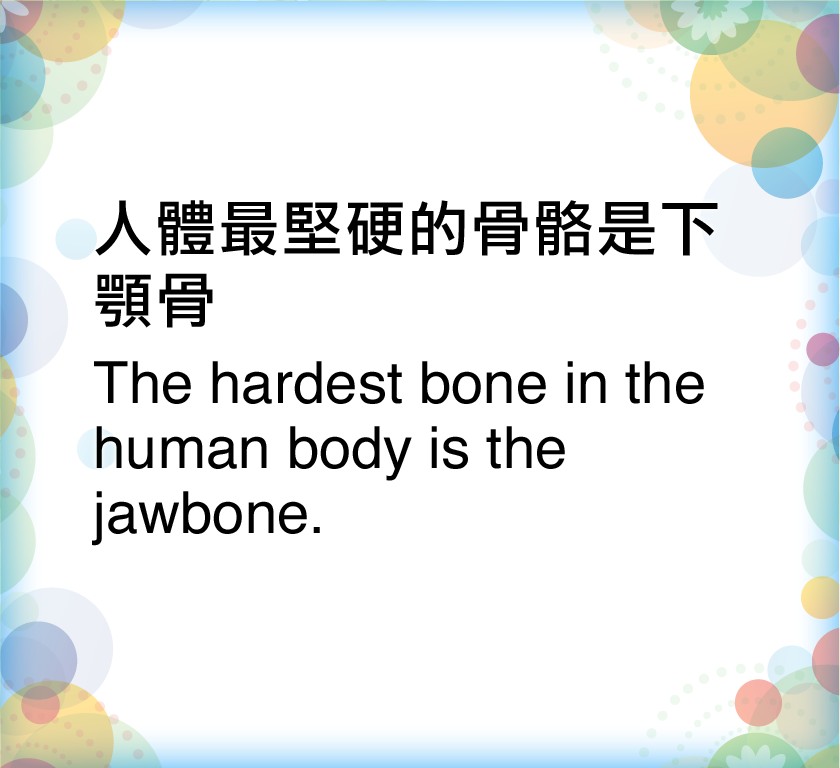 人體最堅硬的骨骼是下
顎骨
The hardest bone in the
human body is the
jawbone.